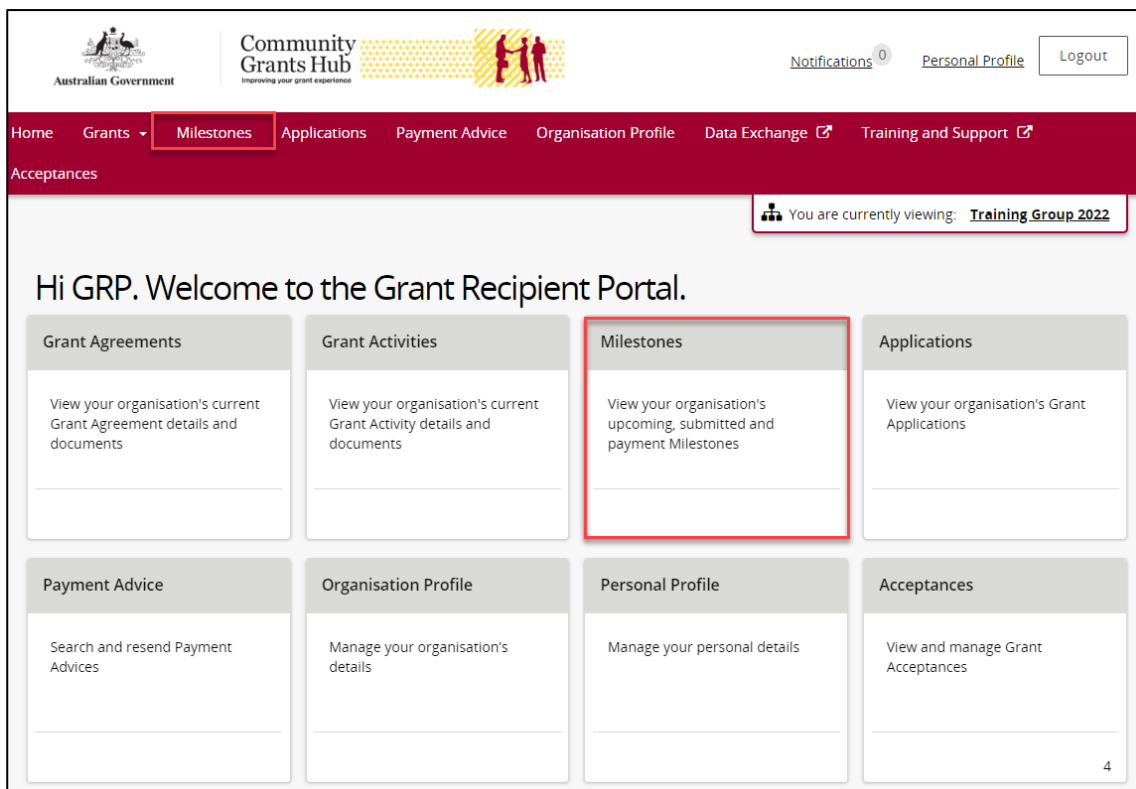 Australian Government
Community
Grants Hub
Improving your grant experience
Notifications 0
Personal Profile
Logout
Home
Grants
Milestones
Applications
Payment Advice
Organisation Profile
Data Exchange
Training and Support
Acceptances
You are currently viewing: Training Group 2022
Hi GRP. Welcome to the Grant Recipient Portal.
Grant Agreements
View your organisation's current
Grant Agreement details and
documents
Grant Activities
View your organisation's current
Grant Activity details and
documents
Milestones
View your organisation's
upcoming, submitted and
payment Milestones
Applications
View your organisation's Grant
Applications
Payment Advice
Search and resend Payment
Advices
Organisation Profile
Manage your organisation's
details
Personal Profile
Manage your personal details
Acceptances
View and manage Grant
Acceptances
4